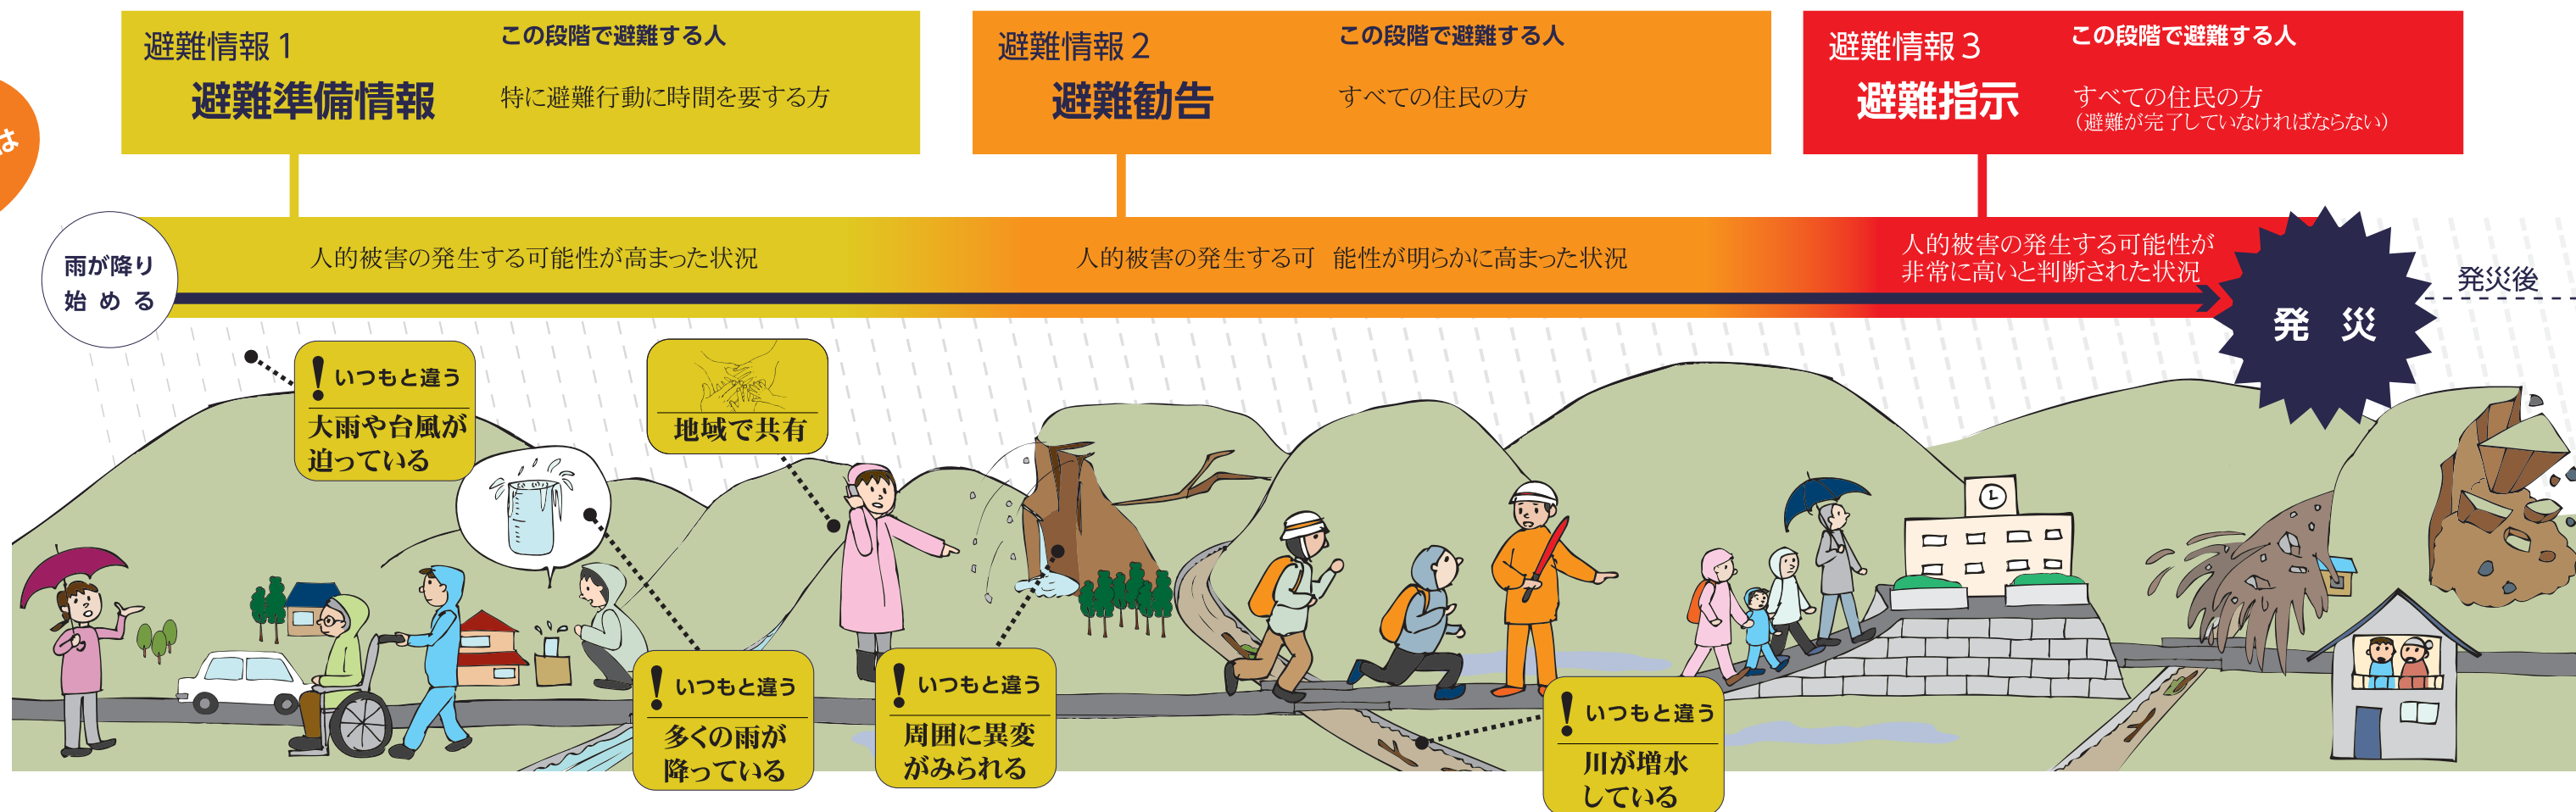 は
避難情報1
避難準備情報
この段階で避難する人
特に避難行動に時間を要する方
避難情報2
避難勧告
この段階で避難する人
すべての住民の方
避難情報3
避難指示
この段階で避難する人
すべての住民の方
（避難が完了していなければならない）
雨が降り
始める
人的被害の発生する可能性が高まった状況
人的被害の発生する可 能性が明らかに高まった状況
人的被害の発生する可能性が
非常に高いと判断された状況
発 災
発災後
！いつもと違う
大雨や台風が
迫っている
地域で共有
！いつもと違う
多くの雨が
降っている
！いつもと違う
周囲に異変
がみられる
！いつもと違う
川が増水
している